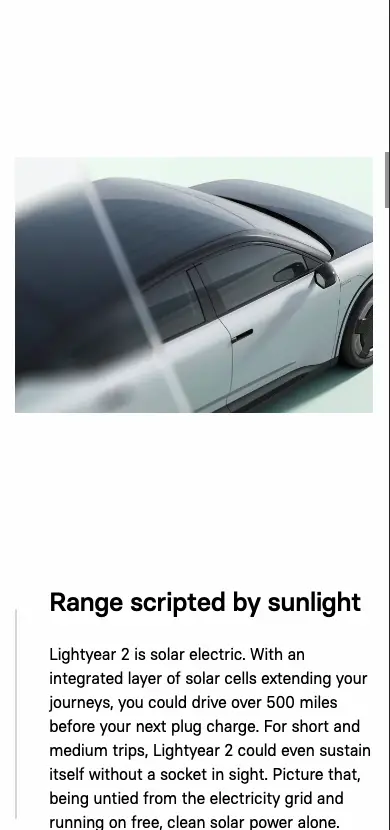 Range scripted by sunlight
Lightyear 2 is solar electric. With an
integrated layer of solar cells extending your
journeys, you could drive over 500 miles
before your next plug charge. For short and
medium trips, Lightyear 2 could even sustain
itself without a socket in sight. Picture that,
being untied from the electricity grid and
running on free, clean solar power alone.